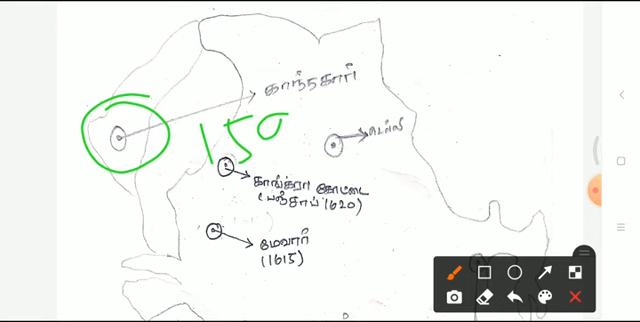 காந்தகார்
150
டெல்லி
காங்க்ரா கோட்டை
(பஞ்சாப் 1620)
மேவார்
(1615)